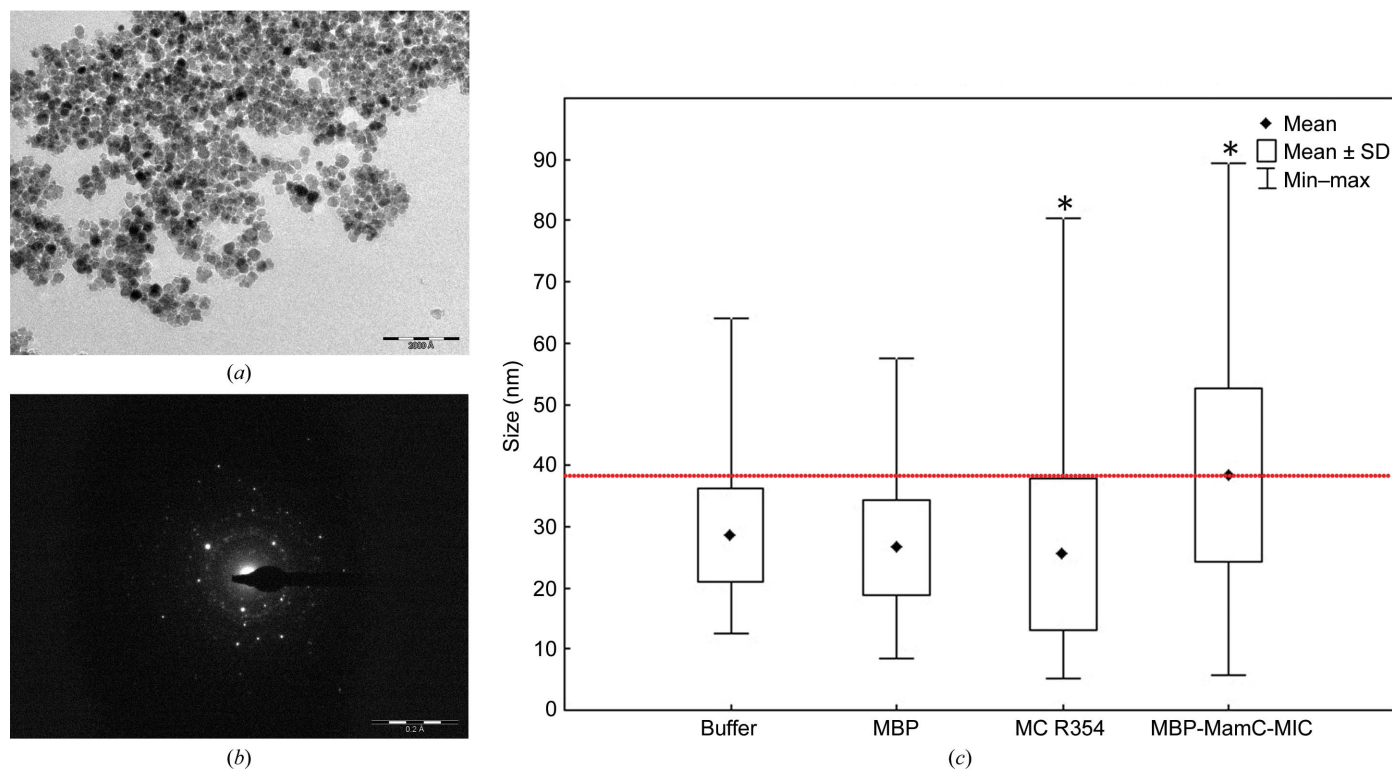 2000 Å
(a)
0.2 Å
(b)
Size (nm)
90
80
70
60
50
40
30
20
10
0
Mean
Mean ± SD
Min–max
*
*
Buffer
MBP
MC R354
MBP-MamC-MIC
(c)